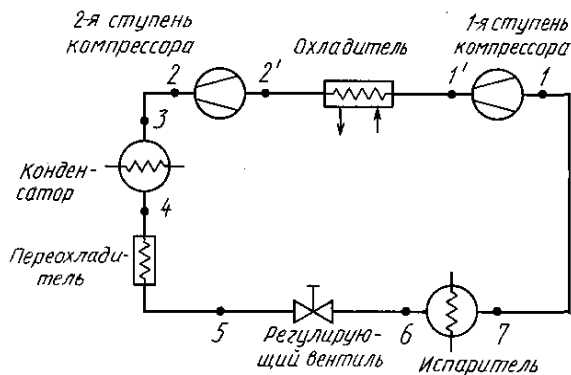 2-я ступень
компрессора
Охладитель
1-я ступень
компрессора
2
2'
1'
1
3
Конден-
сатор
4
Переохлади-
тель
5
Регулирую-
щий вентиль
6
7
Испаритель